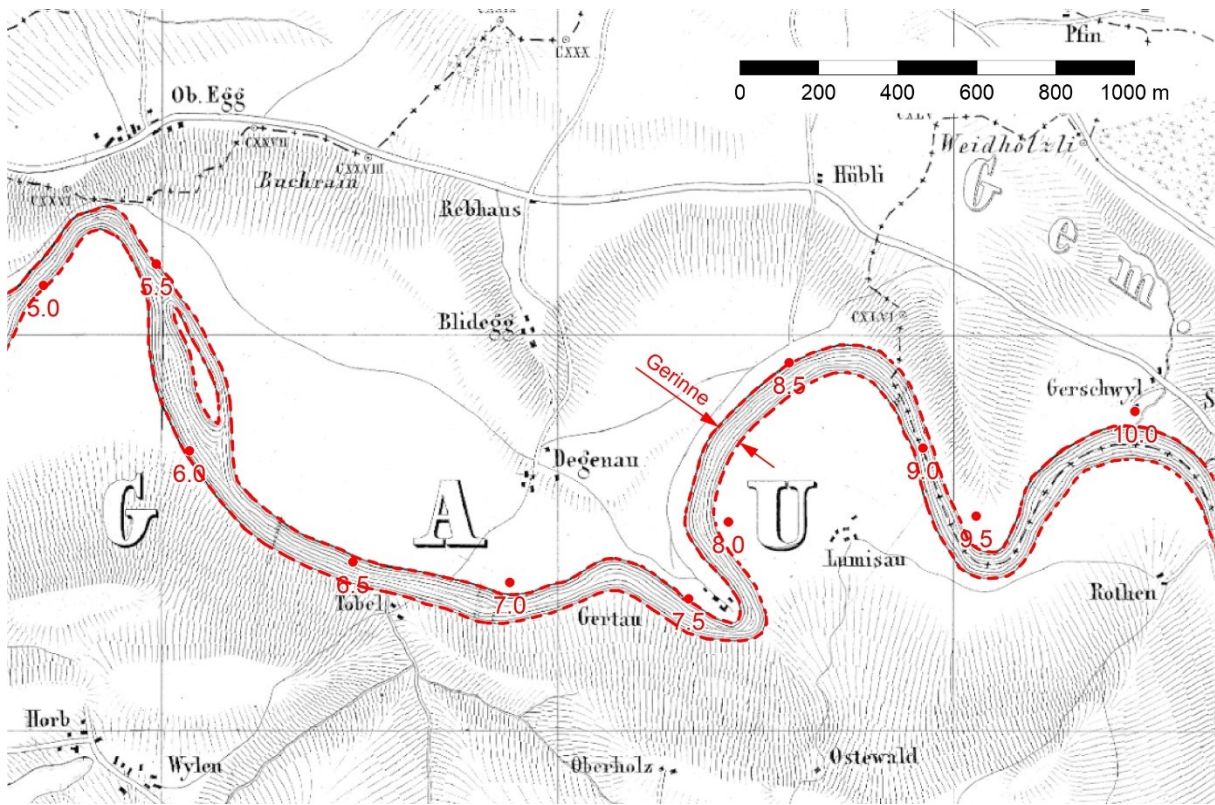 CXXX
Pfin
0 200 400 600 800 1000 m
Ob. Egg
CXXVII
CXXVIII
Buchrain
CXXVI
Weidhölzli
Hübli
Rebhaus
G e m
5.0
5.5
Blidegg
CXLVI
Gerinne
8.5
Gerschwyl
S
10.0
6.0
9.0
Degenau
G A U
8.0
9.5
Lumisau
6.5
7.0
7.5
Tobel
Gertau
Rothen
Horb
Wylen
Oberholz
Ostewald